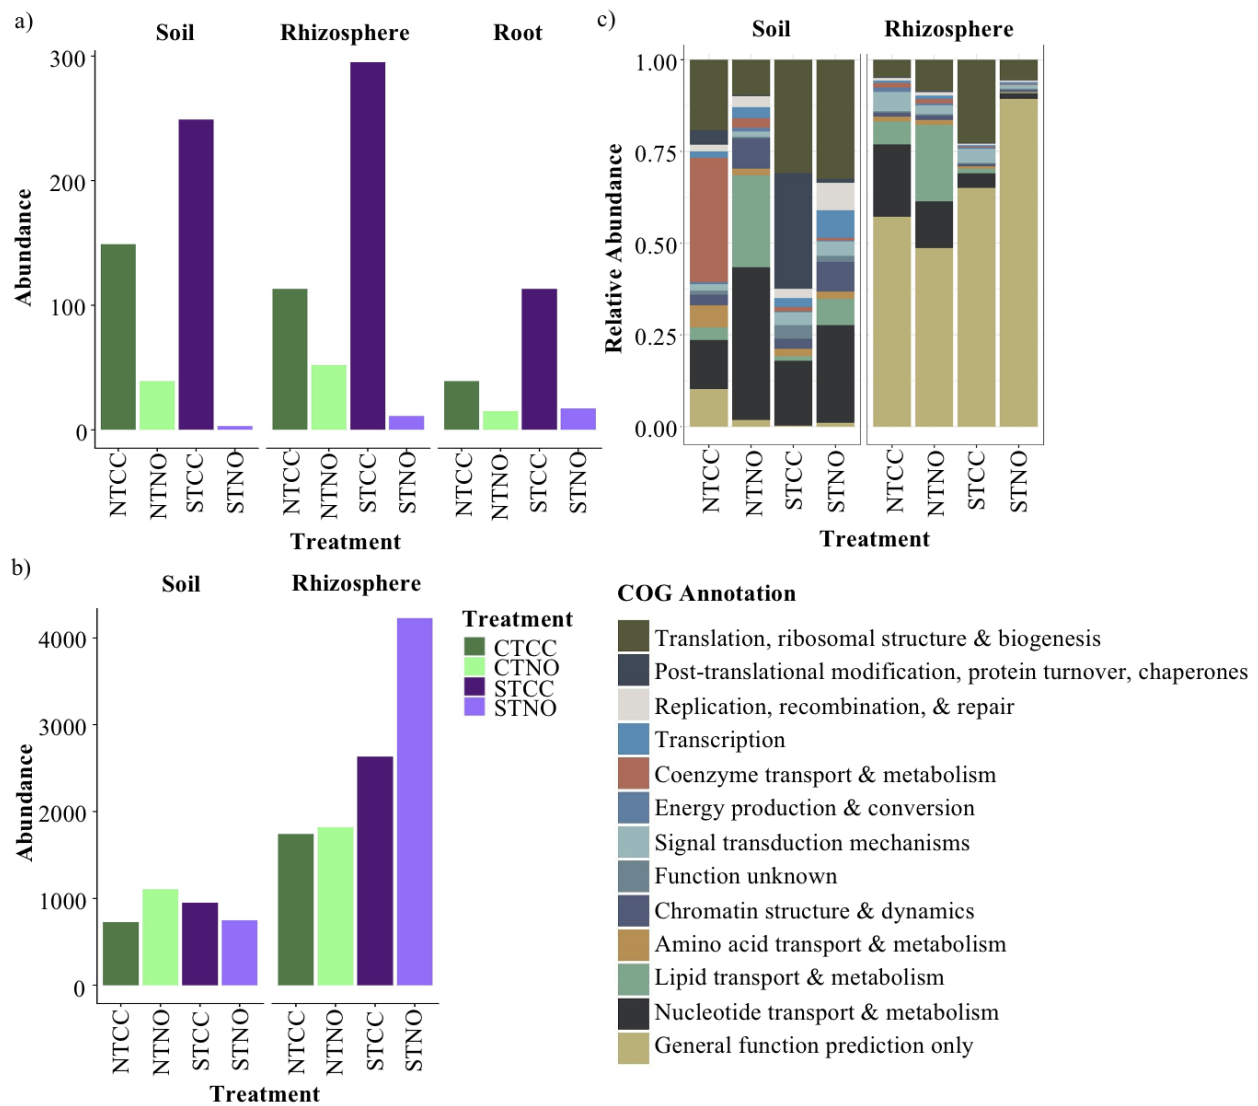 a)
Soil
Rhizosphere
Root
300
200
100
0
Abundance
NTCC
NTNO
STCC
STNO
NTCC
NTNO
STCC
STNO
NTCC
NTNO
STCC
STNO
Treatment
c)
Soil
Rhizosphere
1.00
0.75
0.50
0.25
0.00
Relative Abundance
NTCC
NTNO
STCC
STNO
NTCC
NTNO
STCC
STNO
Treatment
b)
Soil
Rhizosphere
4000
3000
2000
1000
0
Abundance
NTCC
NTNO
STCC
STNO
NTCC
NTNO
STCC
STNO
Treatment
Treatment
CTCC
CTNO
STCC
STNO
COG Annotation
Translation, ribosomal structure & biogenesis
Post-translational modification, protein turnover, chaperones
Replication, recombination, & repair
Transcription
Coenzyme transport & metabolism
Energy production & conversion
Signal transduction mechanisms
Function unknown
Chromatin structure & dynamics
Amino acid transport & metabolism
Lipid transport & metabolism
Nucleotide transport & metabolism
General function prediction only